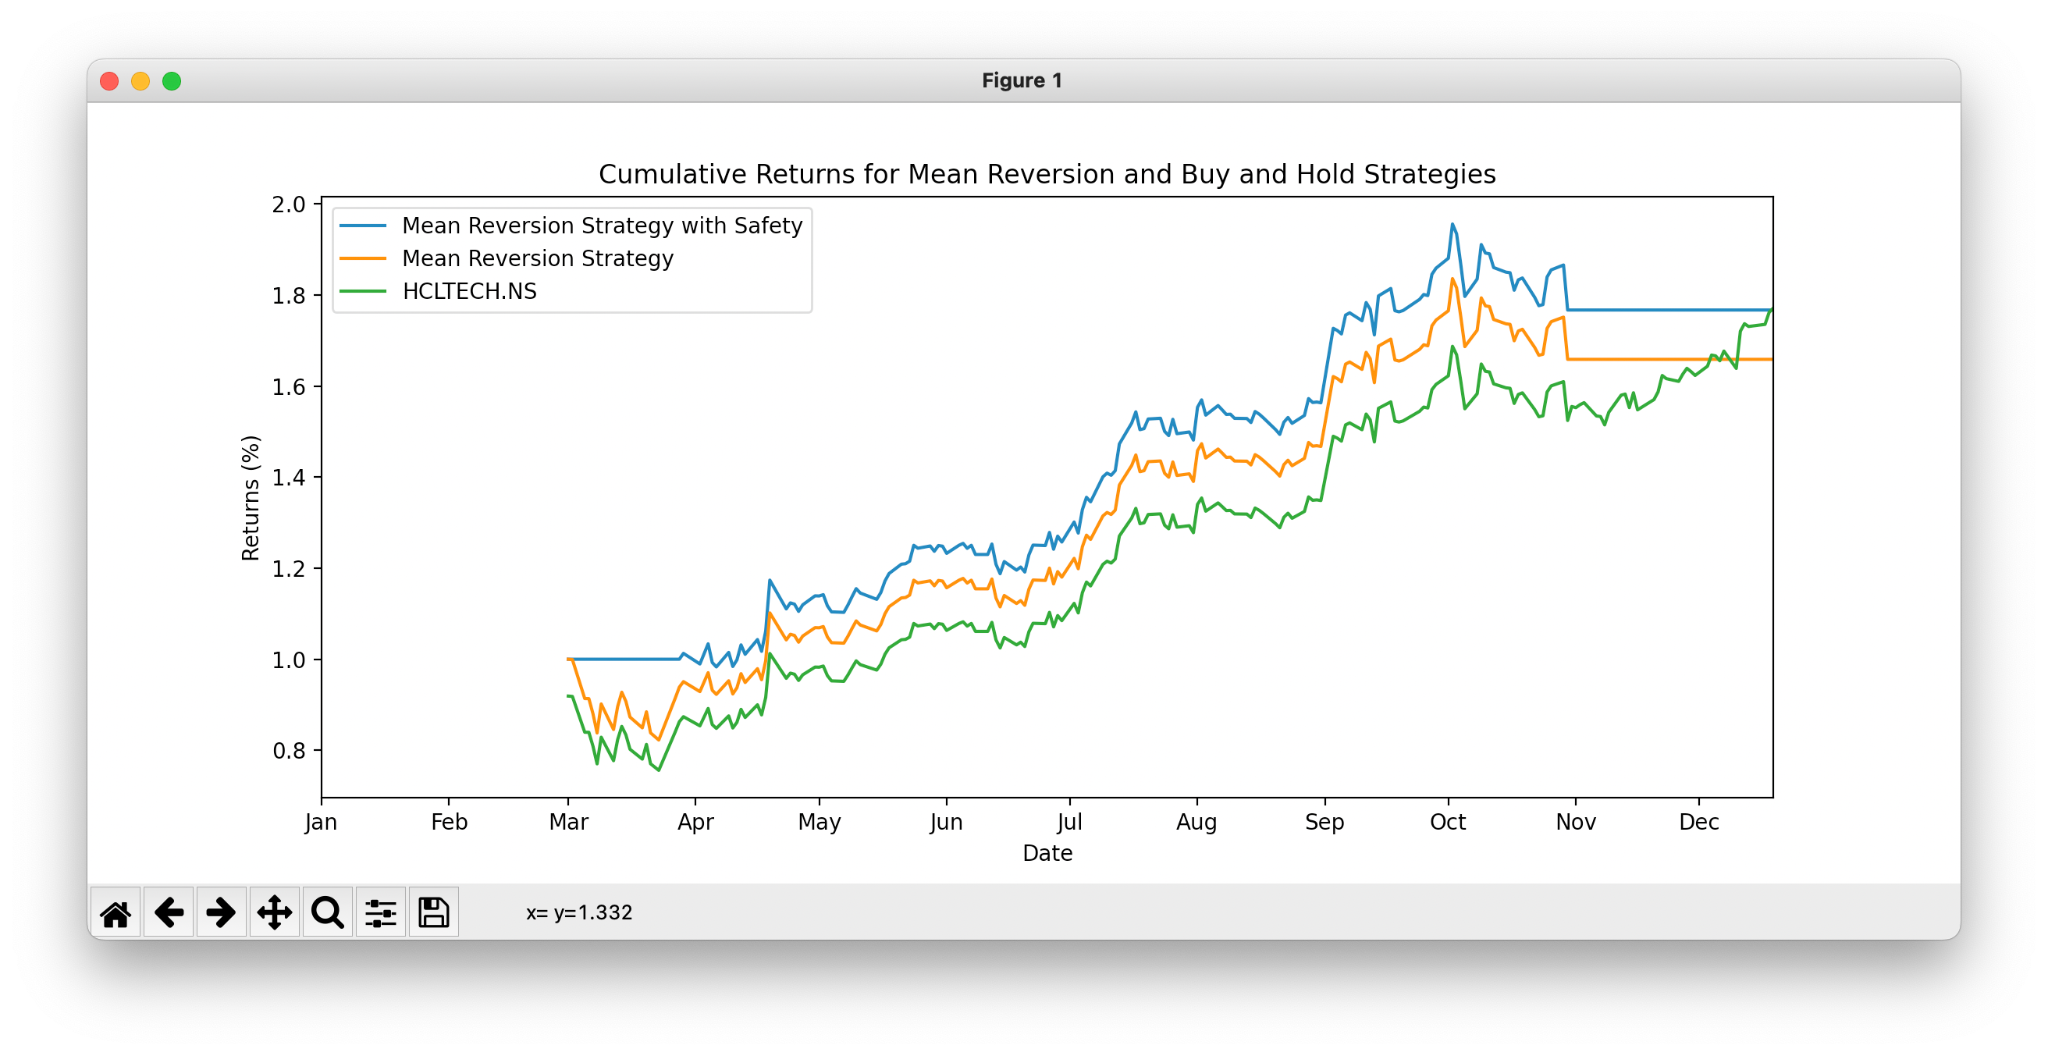 Figure 1
Cumulative Returns for Mean Reversion and Buy and Hold Strategies
2.0
1.8
1.6
1.4
1.2
1.0
0.8
Returns (%)
Mean Reversion Strategy with Safety
Mean Reversion Strategy
HCLTECH.NS
Jan Feb Mar Apr May Jun Jul Aug Sep Oct Nov Dec
Date
x= y=1.332